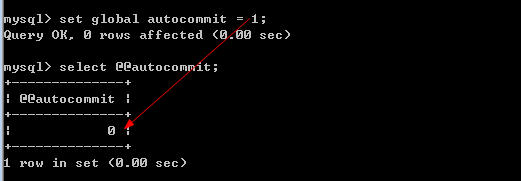 mysql> set global autocommit = 1;
Query OK, 0 rows affected (0.00 sec)
mysql> select @@autocommit;
+--------------+
¦ @@autocommit ¦
+--------------+
¦            0 ¦
+--------------+
1 row in set (0.00 sec)